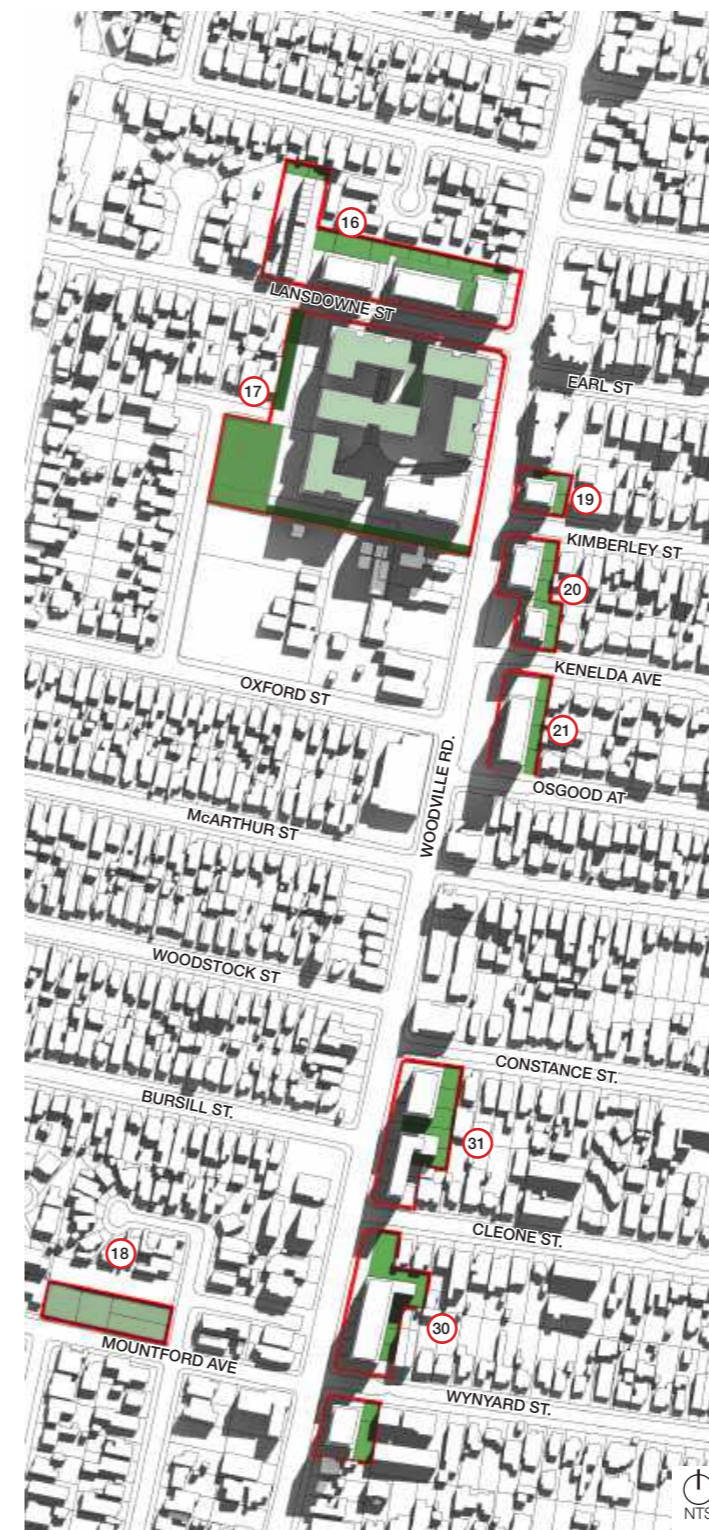 16
LANSDOWNE ST
EARL ST
17
19
KIMBERLEY ST
20
KENELDA AVE
OXFORD ST
21
WOODVILLE RD.
OSGOOD AT
McARTHUR ST
WOODSTOCK ST
CONSTANCE ST.
BURSILL ST.
31
CLEONE ST.
18
30
MOUNTFORD AVE
WYNYARD ST.
NTS